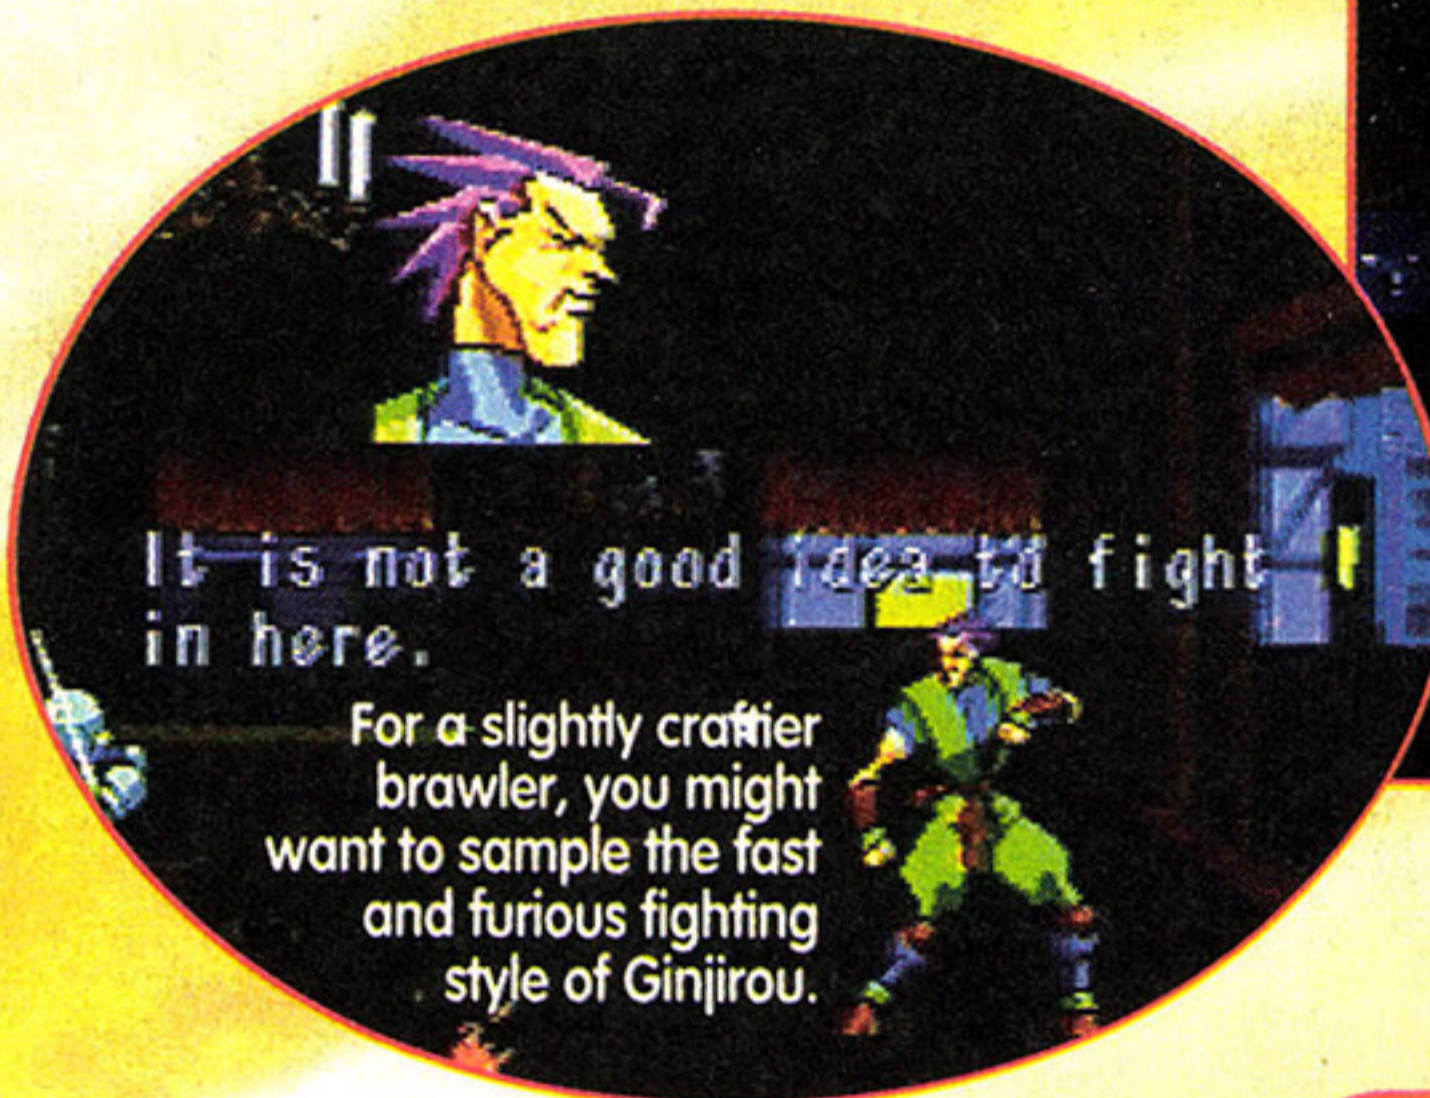 It is not a good idea to fight
in here.
For a slightly craftier
brawler, you might
want to sample the fast
and furious fighting
style of Ginjirou.